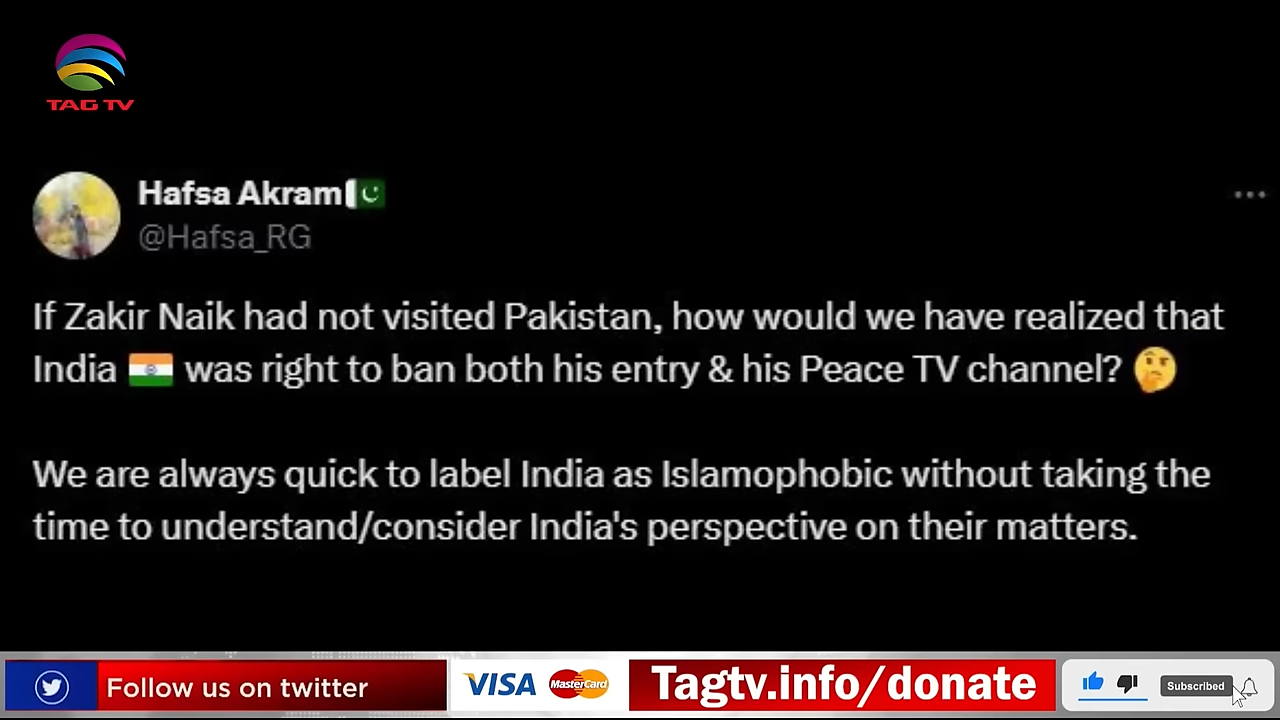 TAG TV
Hafsa Akram🇵🇰
@Hafsa_RG
If Zakir Naik had not visited Pakistan, how would we have realized that
India 🇮🇳 was right to ban both his entry & his Peace TV channel? 🤔
We are always quick to label India as Islamophobic without taking the
time to understand/consider India's perspective on their matters.
Follow us on twitter
VISA
MasterCard
Tagtv.info/donate
Subscribed